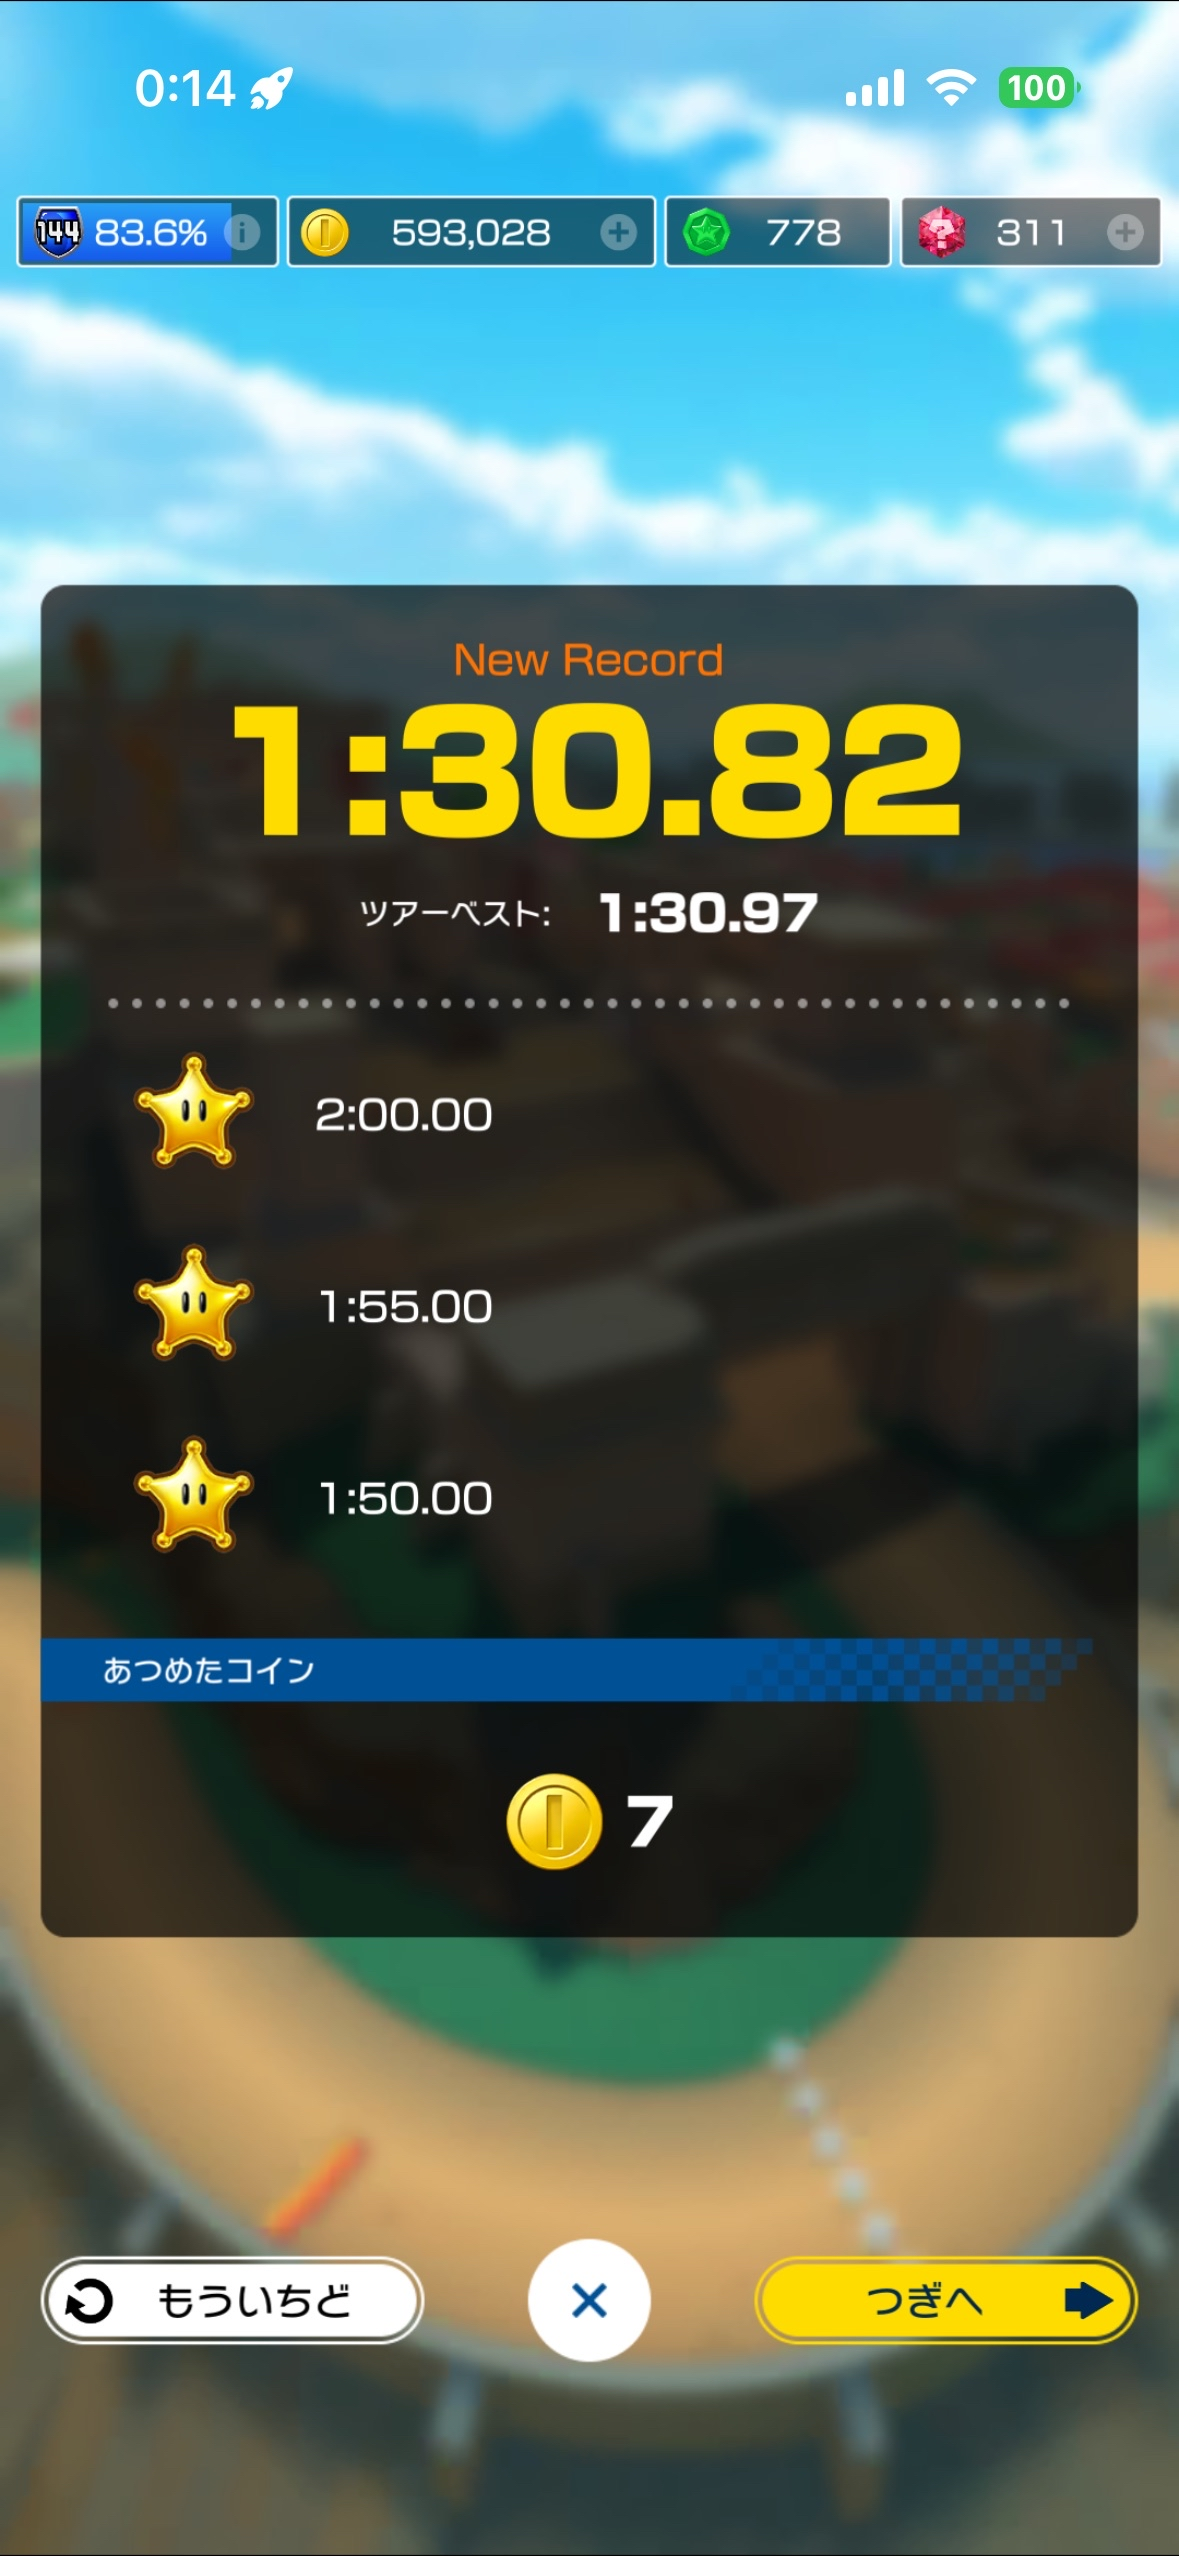 0:14 100
144 83.6% i 593,028 + 778 311 +
New Record
1:30.82
ツアーベスト: 1:30.97
2:00.00
1:55.00
1:50.00
あつめたコイン
7
もういちど × つぎへ